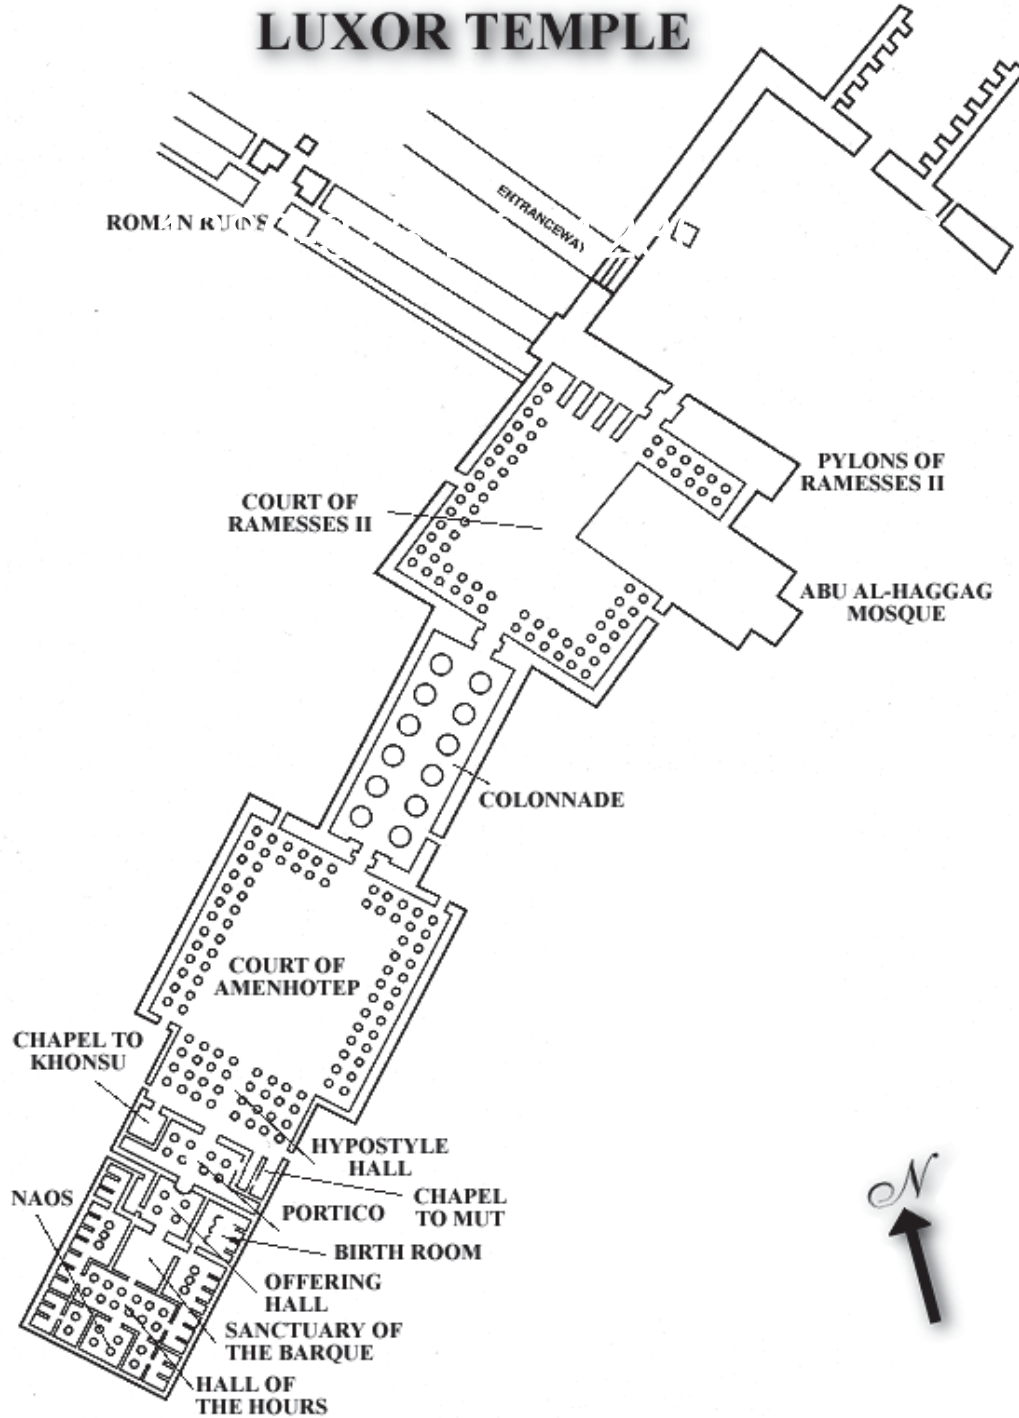 LUXOR TEMPLE
ENTRANCEWAY
ROMAN RUINS
PYLONS OF
RAMESSES II
COURT OF
RAMESSES II
ABU AL-HAGGAG
MOSQUE
COLONNADE
COURT OF
AMENHOTEP
CHAPEL TO
KHONSU
HYPOSTYLE
HALL
NAOS
CHAPEL
TO MUT
PORTICO
BIRTH ROOM
OFFERING
HALL
SANCTUARY OF
THE BARQUE
HALL OF
THE HOURS
N